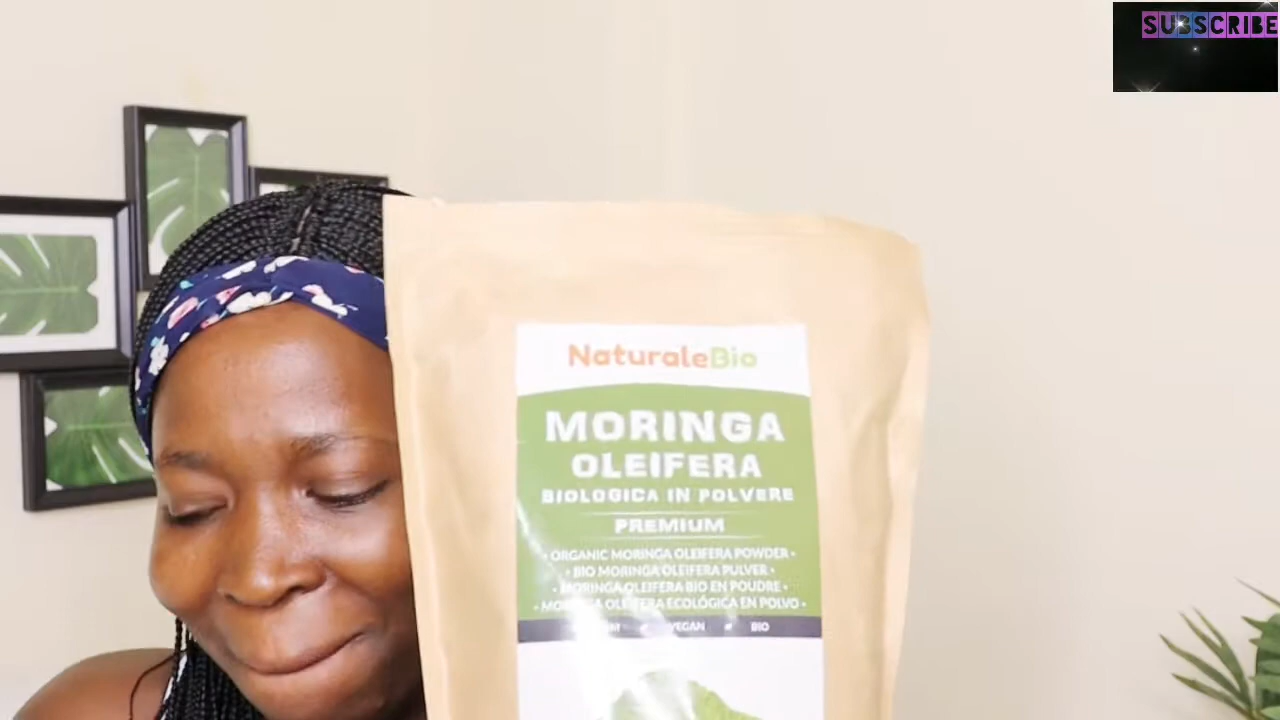 SUBSCRIBE
NaturaleBio
MORINGA
OLEIFERA
BIOLOGICA IN POLVERE
PREMIUM
• ORGANIC MORINGA OLEIFERA POWDER •
• BIO MORINGA OLEIFERA PULVER •
• MORINGA OLEIFERA BIO EN POUDRE •
• MORINGA OLEIFERA ECOLÓGICA EN POLVO •
VEGAN BIO